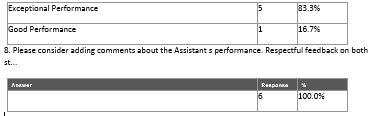 Exceptional Performance 5 83.3%
Good Performance 1 16.7%
8. Please consider adding comments about the Assistant s performance. Respectful feedback on both
st...
Answer Response %
6 100.0%